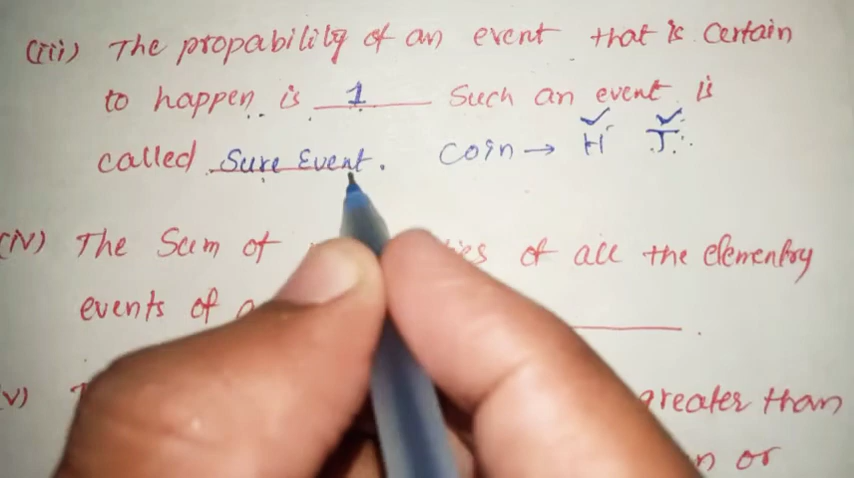 (iii) The propability of an event that is Certain
to happen is 1 Such an event is
called Sure Event. Coin → H T
(iv) The Sum of of all the elementry
events of
(v) greater than
or